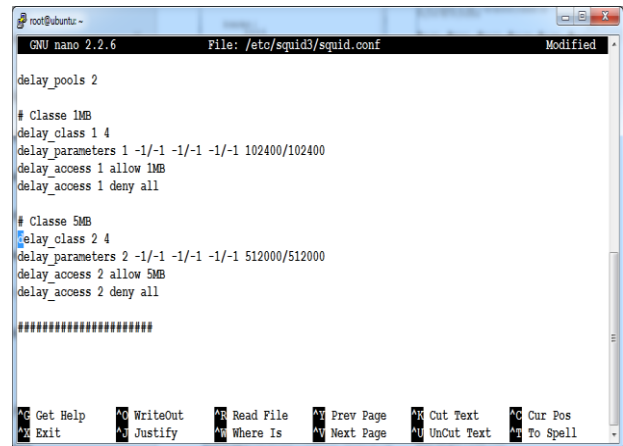 root@ubuntu: ~
GNU nano 2.2.6 File: /etc/squid3/squid.conf Modified
delay_pools 2
# Classe 1MB
delay_class 1 4
delay_parameters 1 -1/-1 -1/-1 -1/-1 102400/102400
delay_access 1 allow 1MB
delay_access 1 deny all
# Classe 5MB
delay_class 2 4
delay_parameters 2 -1/-1 -1/-1 -1/-1 512000/512000
delay_access 2 allow 5MB
delay_access 2 deny all
######################
^G Get Help ^O WriteOut ^R Read File ^Y Prev Page ^K Cut Text ^C Cur Pos
^X Exit ^J Justify ^W Where Is ^V Next Page ^U UnCut Text ^T To Spell